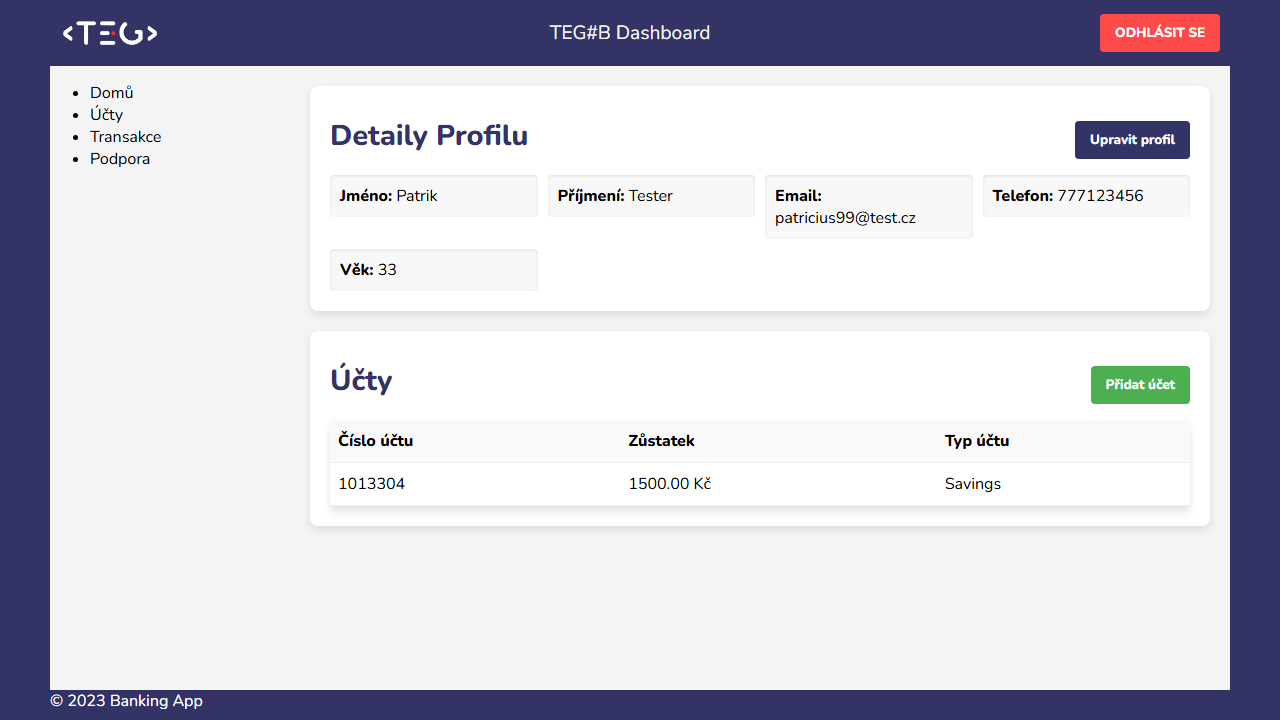 <TEG>
TEG#B Dashboard
ODHLÁSIT SE
Domů
Účty
Transakce
Podpora
Detaily Profilu
Upravit profil
Jméno: Patrik
Příjmení: Tester
Email:
patricius99@test.cz
Telefon: 777123456
Věk: 33
Účty
Přidat účet
Číslo účtu Zůstatek Typ účtu
1013304 1500.00 Kč Savings
© 2023 Banking App